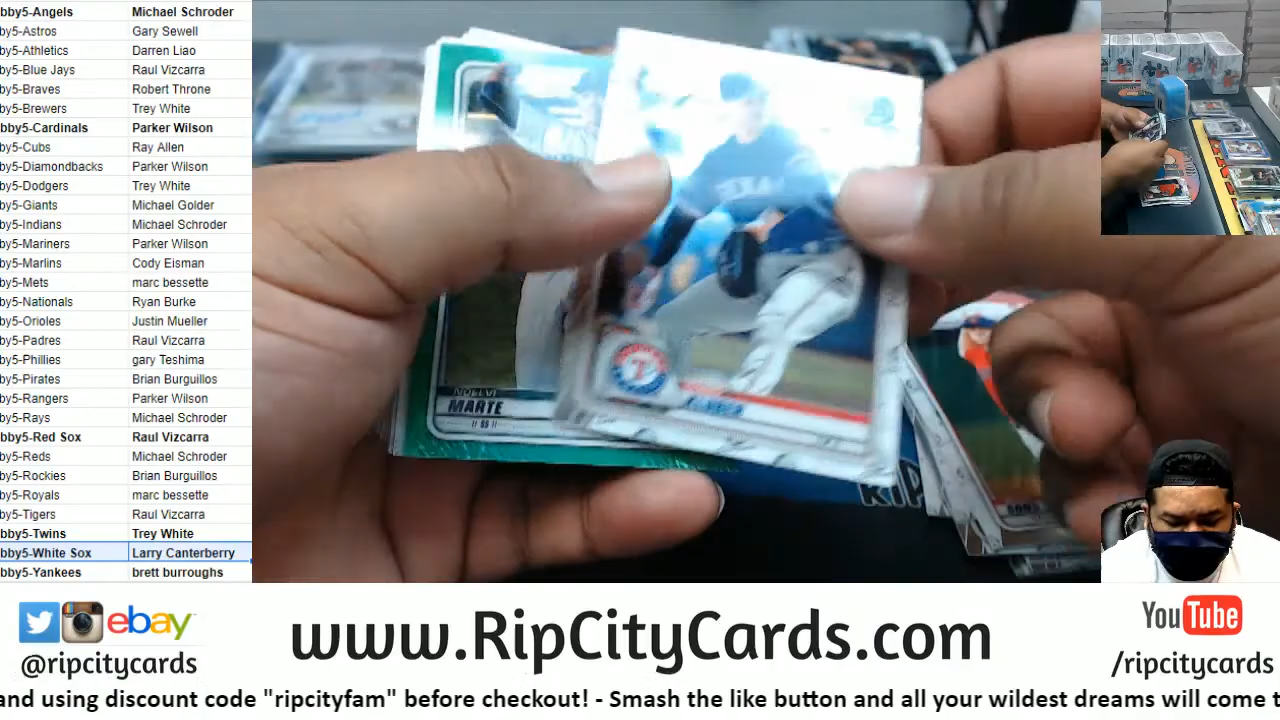 bby5-Angels Michael Schroder
by5-Astros Gary Sewell
by5-Athletics Darren Liao
by5-Blue Jays Raul Vizcarra
by5-Braves Robert Throne
by5-Brewers Trey White
bby5-Cardinals Parker Wilson
by5-Cubs Ray Allen
by5-Diamondbacks Parker Wilson
by5-Dodgers Trey White
by5-Giants Michael Golder
by5-Indians Michael Schroder
by5-Mariners Parker Wilson
by5-Marlins Cody Eisman
by5-Mets marc bessette
by5-Nationals Ryan Burke
by5-Orioles Justin Mueller
by5-Padres Raul Vizcarra
by5-Phillies gary Teshima
by5-Pirates Brian Burguillos
by5-Rangers Parker Wilson
by5-Rays Michael Schroder
bby5-Red Sox Raul Vizcarra
by5-Reds Michael Schroder
by5-Rockies Brian Burguillos
by5-Royals marc bessette
by5-Tigers Raul Vizcarra
bby5-Twins Trey White
bby5-White Sox Larry Canterberry
bby5-Yankees brett burroughs
TEXA
T
NOELVI
MARTE
SS
KIP
ebay
@ripcitycards
www.RipCityCards.com
YouTube
/ripcitycards
and using discount code "ripcityfam" before checkout! - Smash the like button and all your wildest dreams will come t